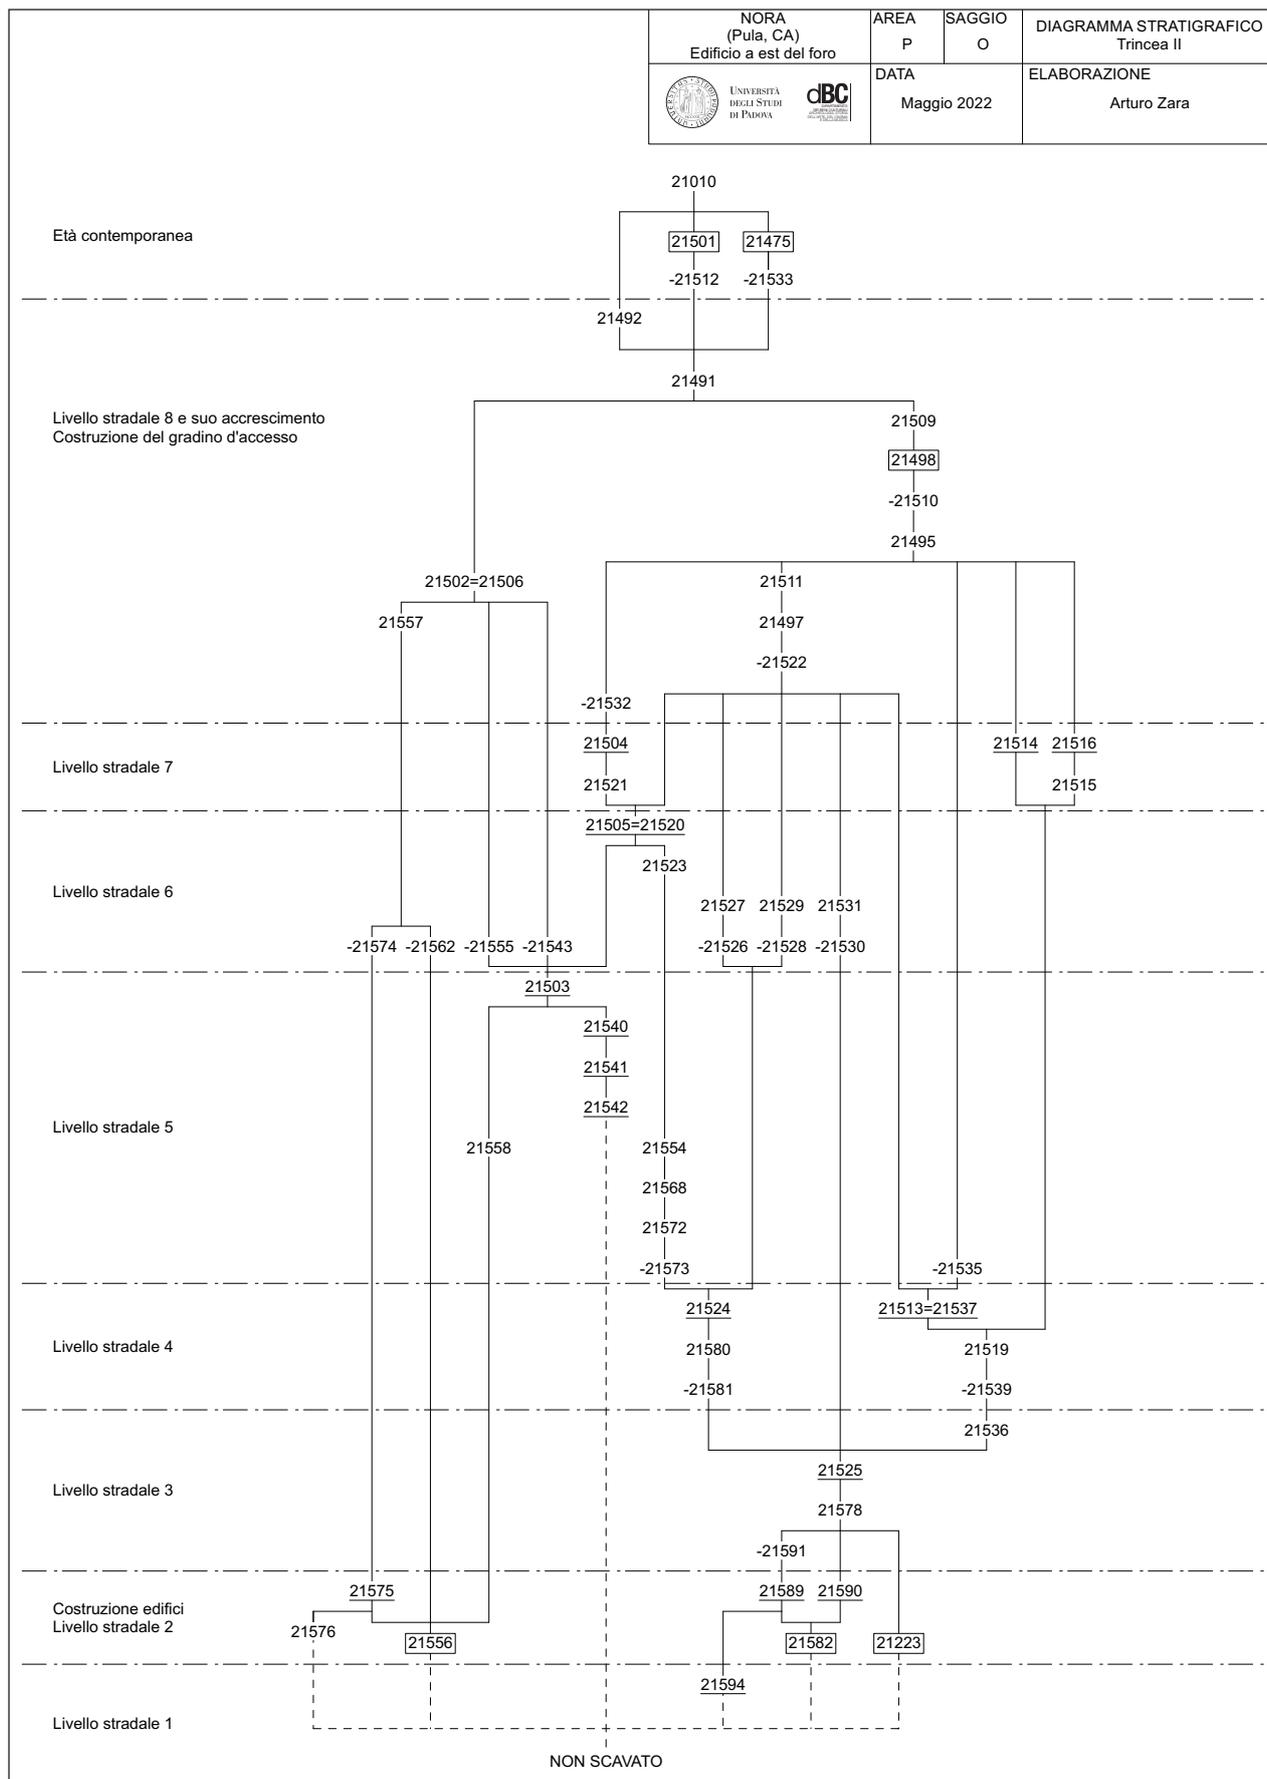 NORA
(Pula, CA)
Edificio a est del foro
AREA
P
SAGGIO
O
DIAGRAMMA STRATIGRAFICO
Trincea II
UNIVERSITÀ
DEGLI STUDI
DI PADOVA
dBC
DATA
Maggio 2022
ELABORAZIONE
Arturo Zara
21010
Età contemporanea
21501 21475
-21512 -21533
21492
21491
Livello stradale 8 e suo accrescimento
Costruzione del gradino d'accesso
21509
21498
-21510
21495
21502=21506 21511
21557 21497
-21522
-21532
Livello stradale 7
21504 21514 21516
21521 21515
21505=21520
21523
Livello stradale 6
21527 21529 21531
-21574 -21562 -21555 -21543 -21526 -21528 -21530
21503
21540
21541
21542
Livello stradale 5
21558 21554
21568
21572
-21573 -21535
21524 21513=21537
Livello stradale 4
21580 21519
-21581 -21539
21536
21525
Livello stradale 3
21578
-21591
21575 21589 21590
Costruzione edifici
Livello stradale 2
21576 21556 21582 21223
21594
Livello stradale 1
NON SCAVATO